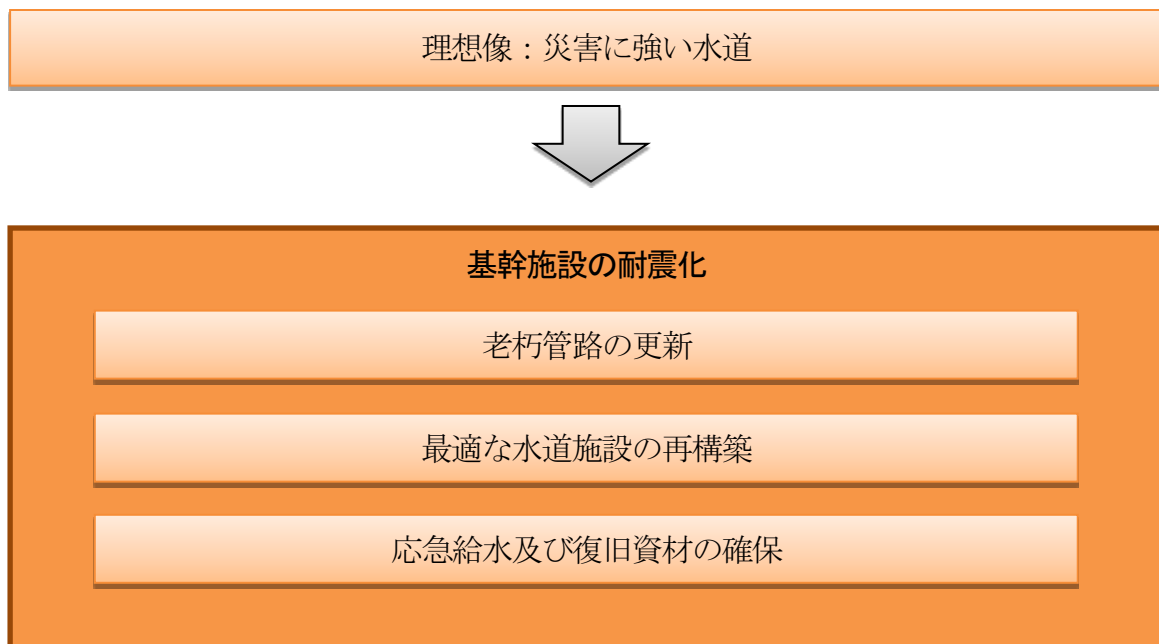 理想像：災害に強い水道
基幹施設の耐震化
老朽管路の更新
最適な水道施設の再構築
応急給水及び復旧資材の確保